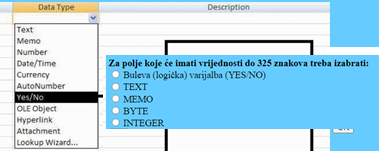 Data Type
Description
Text
Memo
Number
Date/Time
Currency
AutoNumber
Yes/No
OLE Object
Hyperlink
Attachment
Lookup Wizard...
Za polje koje će imati vrijednosti do 325 znakova treba izabrati:
Buleva (logička) varijalba (YES/NO)
TEXT
MEMO
BYTE
INTEGER